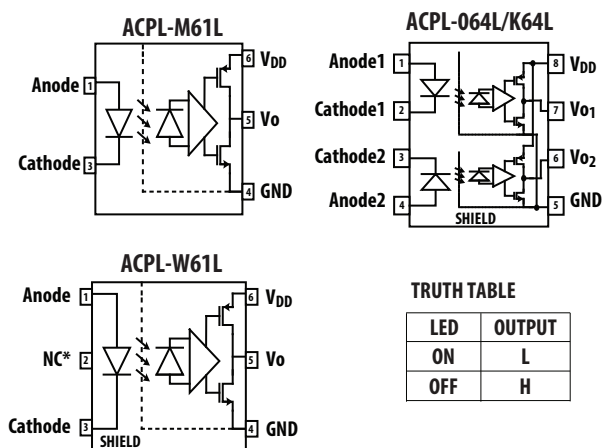 ACPL-M61L
6 VDD
Anode 1
5 Vo
Cathode 3
4 GND
ACPL-064L/K64L
Anode1 1
8 VDD
Cathode1 2
7 Vo1
Cathode2 3
6 Vo2
Anode2 4
5 GND
SHIELD
ACPL-W61L
Anode 1
6 VDD
NC* 2
5 Vo
Cathode 3
4 GND
SHIELD
TRUTH TABLE
LED OUTPUT
ON L
OFF H